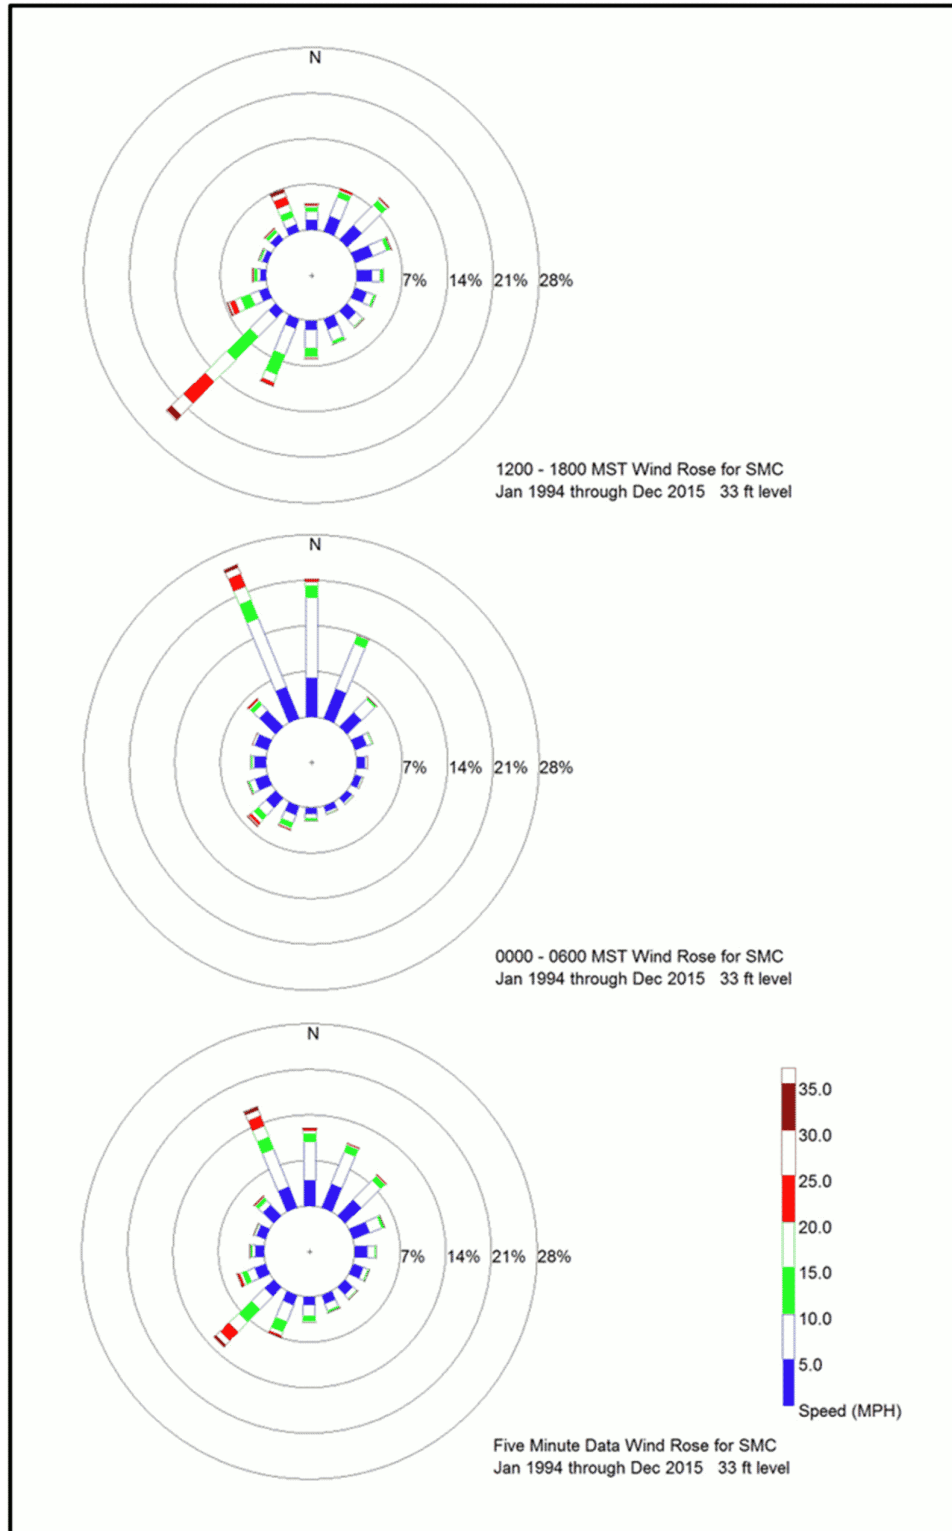 N
7% 14% 21% 28%
1200 - 1800 MST Wind Rose for SMC
Jan 1994 through Dec 2015 33 ft level
N
7% 14% 21% 28%
0000 - 0600 MST Wind Rose for SMC
Jan 1994 through Dec 2015 33 ft level
N
7% 14% 21% 28%
35.0
30.0
25.0
20.0
15.0
10.0
5.0
Speed (MPH)
Five Minute Data Wind Rose for SMC
Jan 1994 through Dec 2015 33 ft level